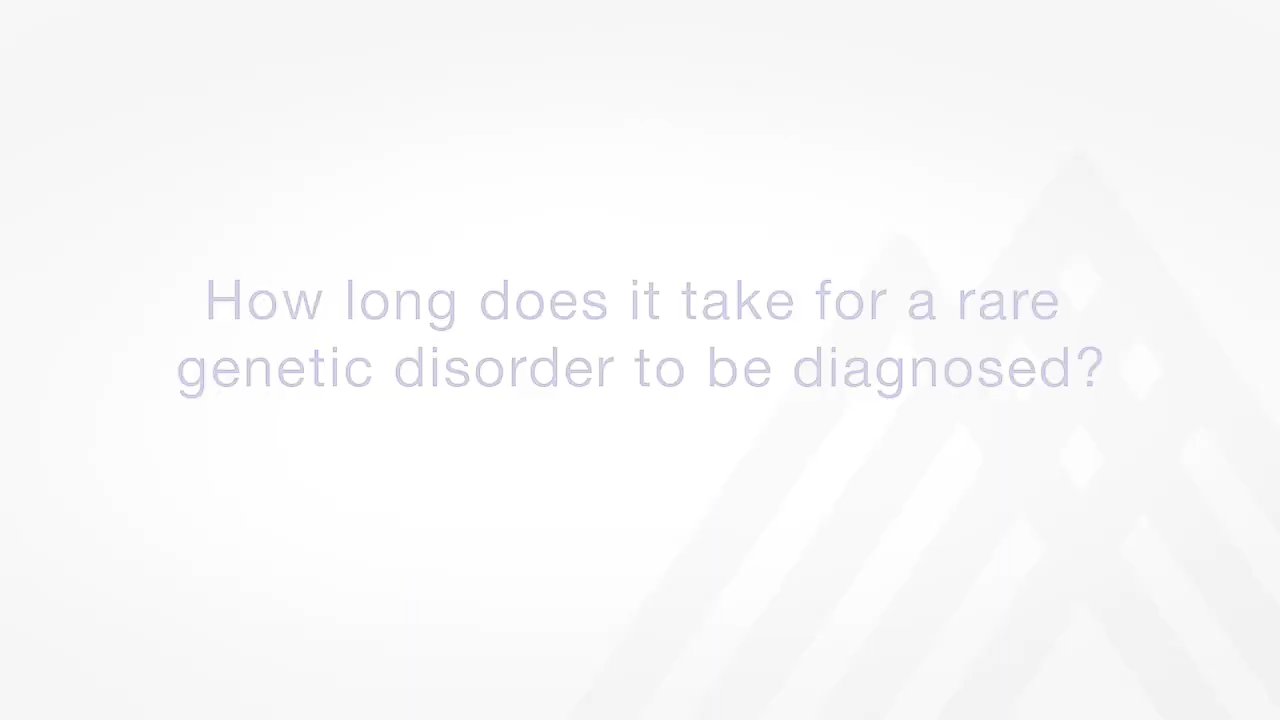 How long does it take for a rare
genetic disorder to be diagnosed?